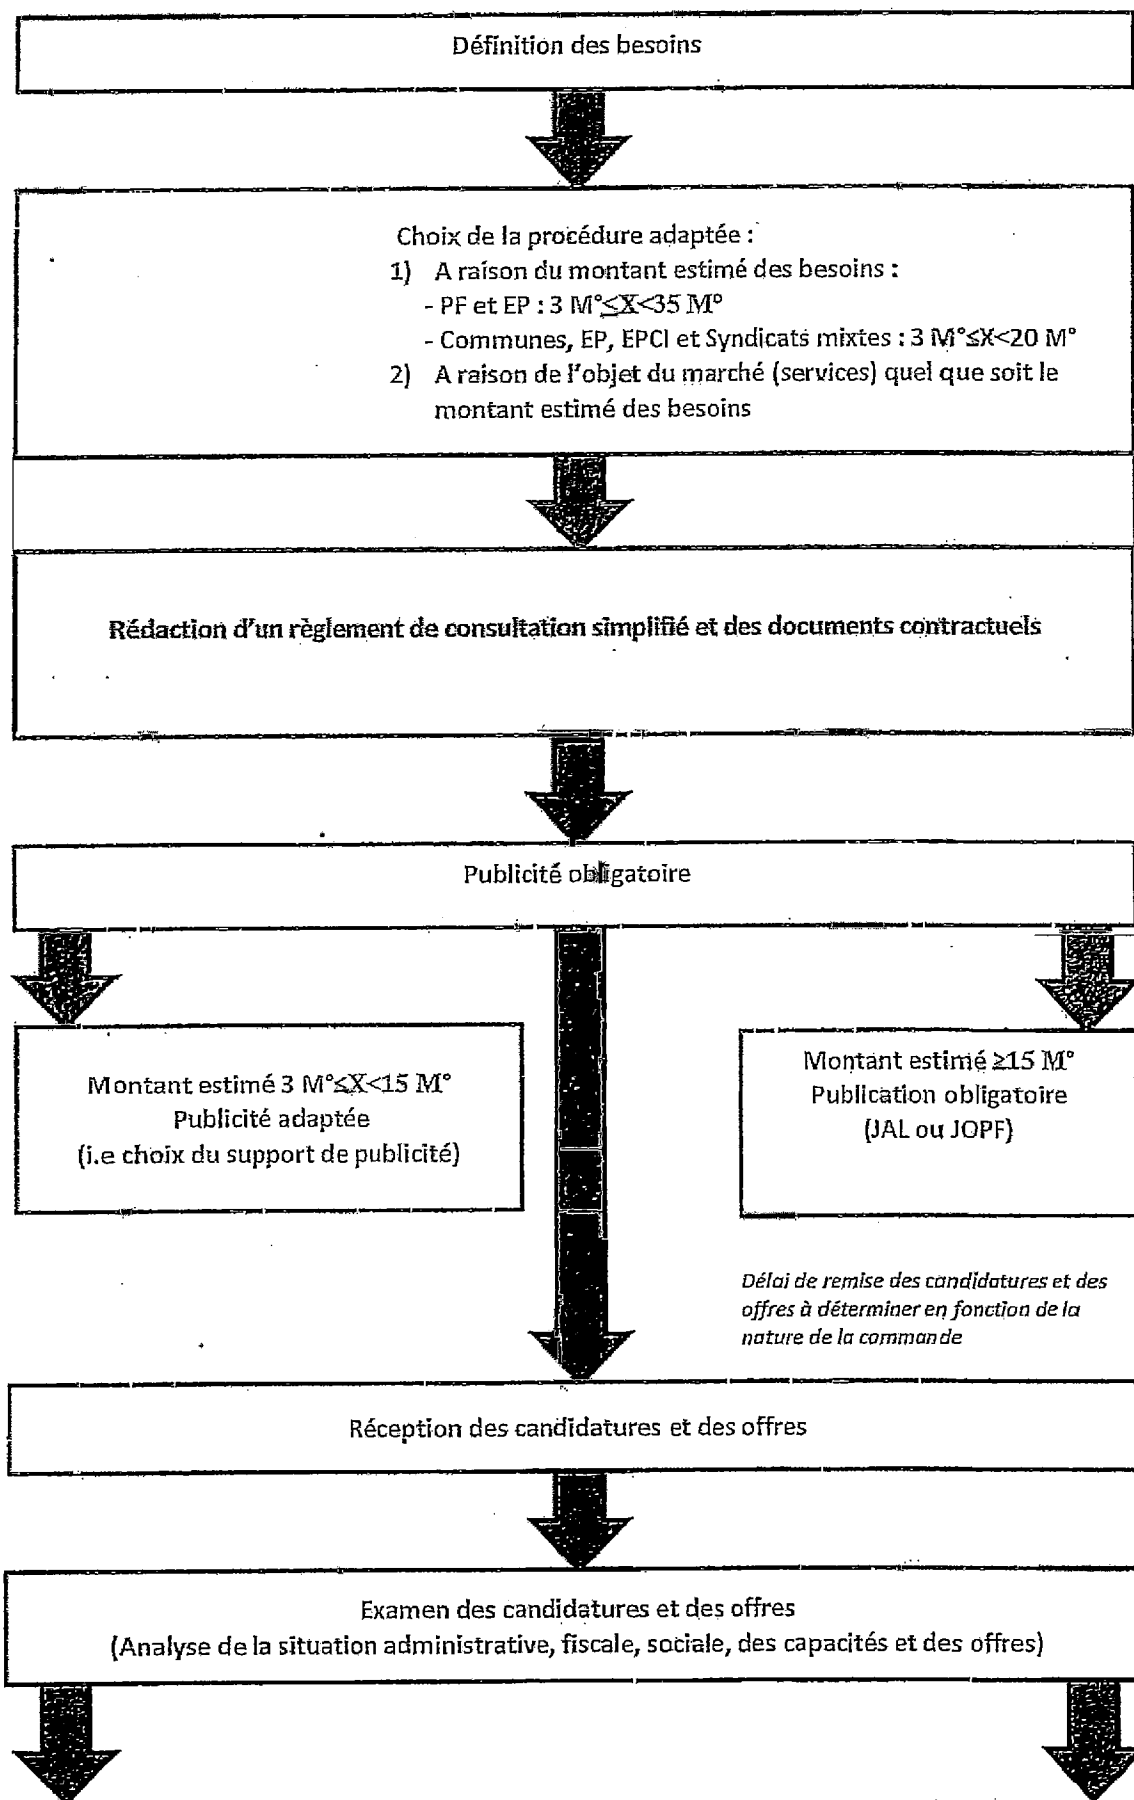 Définition des besoins
Choix de la procédure adaptée :
1) A raison du montant estimé des besoins :
- PF et EP : 3 M°≤X<35 M°
- Communes, EP, EPCI et Syndicats mixtes : 3 M°≤X<20 M°
2) A raison de l'objet du marché (services) quel que soit le
montant estimé des besoins
Rédaction d'un règlement de consultation simplifié et des documents contractuels
Publicité obligatoire
Montant estimé 3 M°≤X<15 M°
Publicité adaptée
(i.e choix du support de publicité)
Montant estimé ≥15 M°
Publication obligatoire
(JAL ou JOPF)
Délai de remise des candidatures et des
offres à déterminer en fonction de la
nature de la commande
Réception des candidatures et des offres
Examen des candidatures et des offres
(Analyse de la situation administrative, fiscale, sociale, des capacités et des offres)